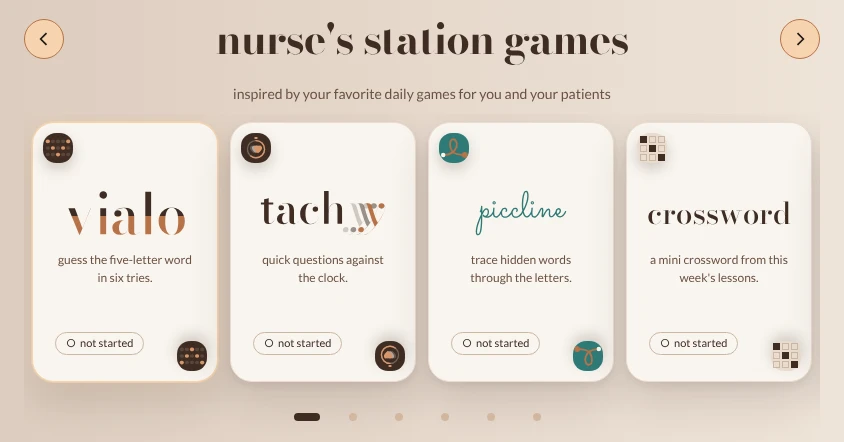 nurse's station games
inspired by your favorite daily games for you and your patients
vialo
guess the five-letter word
in six tries.
not started
tachy
quick questions against
the clock.
not started
piccline
trace hidden words
through the letters.
not started
crossword
a mini crossword from this
week's lessons.
not started